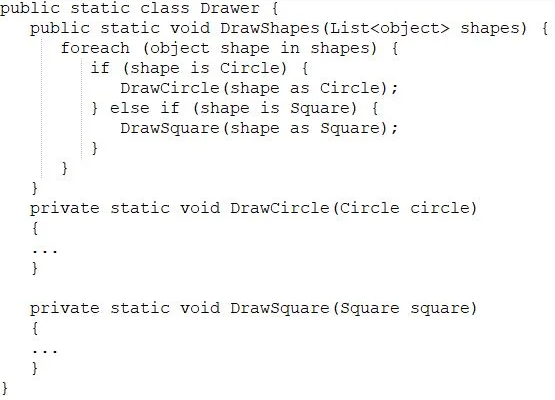 public static class Drawer {
public static void DrawShapes(List<object> shapes) {
foreach (object shape in shapes) {
if (shape is Circle) {
DrawCircle(shape as Circle);
} else if (shape is Square) {
DrawSquare(shape as Square);
}
}
}
private static void DrawCircle(Circle circle)
{
...
}
private static void DrawSquare(Square square)
{
...
}
}